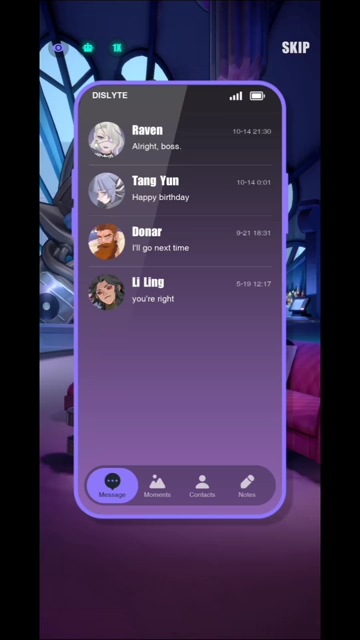 1X
SKIP
DISLYTE
Raven
10-14 21:30
Alright, boss.
Tang Yun
10-14 0:01
Happy birthday
Donar
9-21 18:31
I'll go next time
Li Ling
5-19 12:17
you're right
Message
Moments
Contacts
Notes